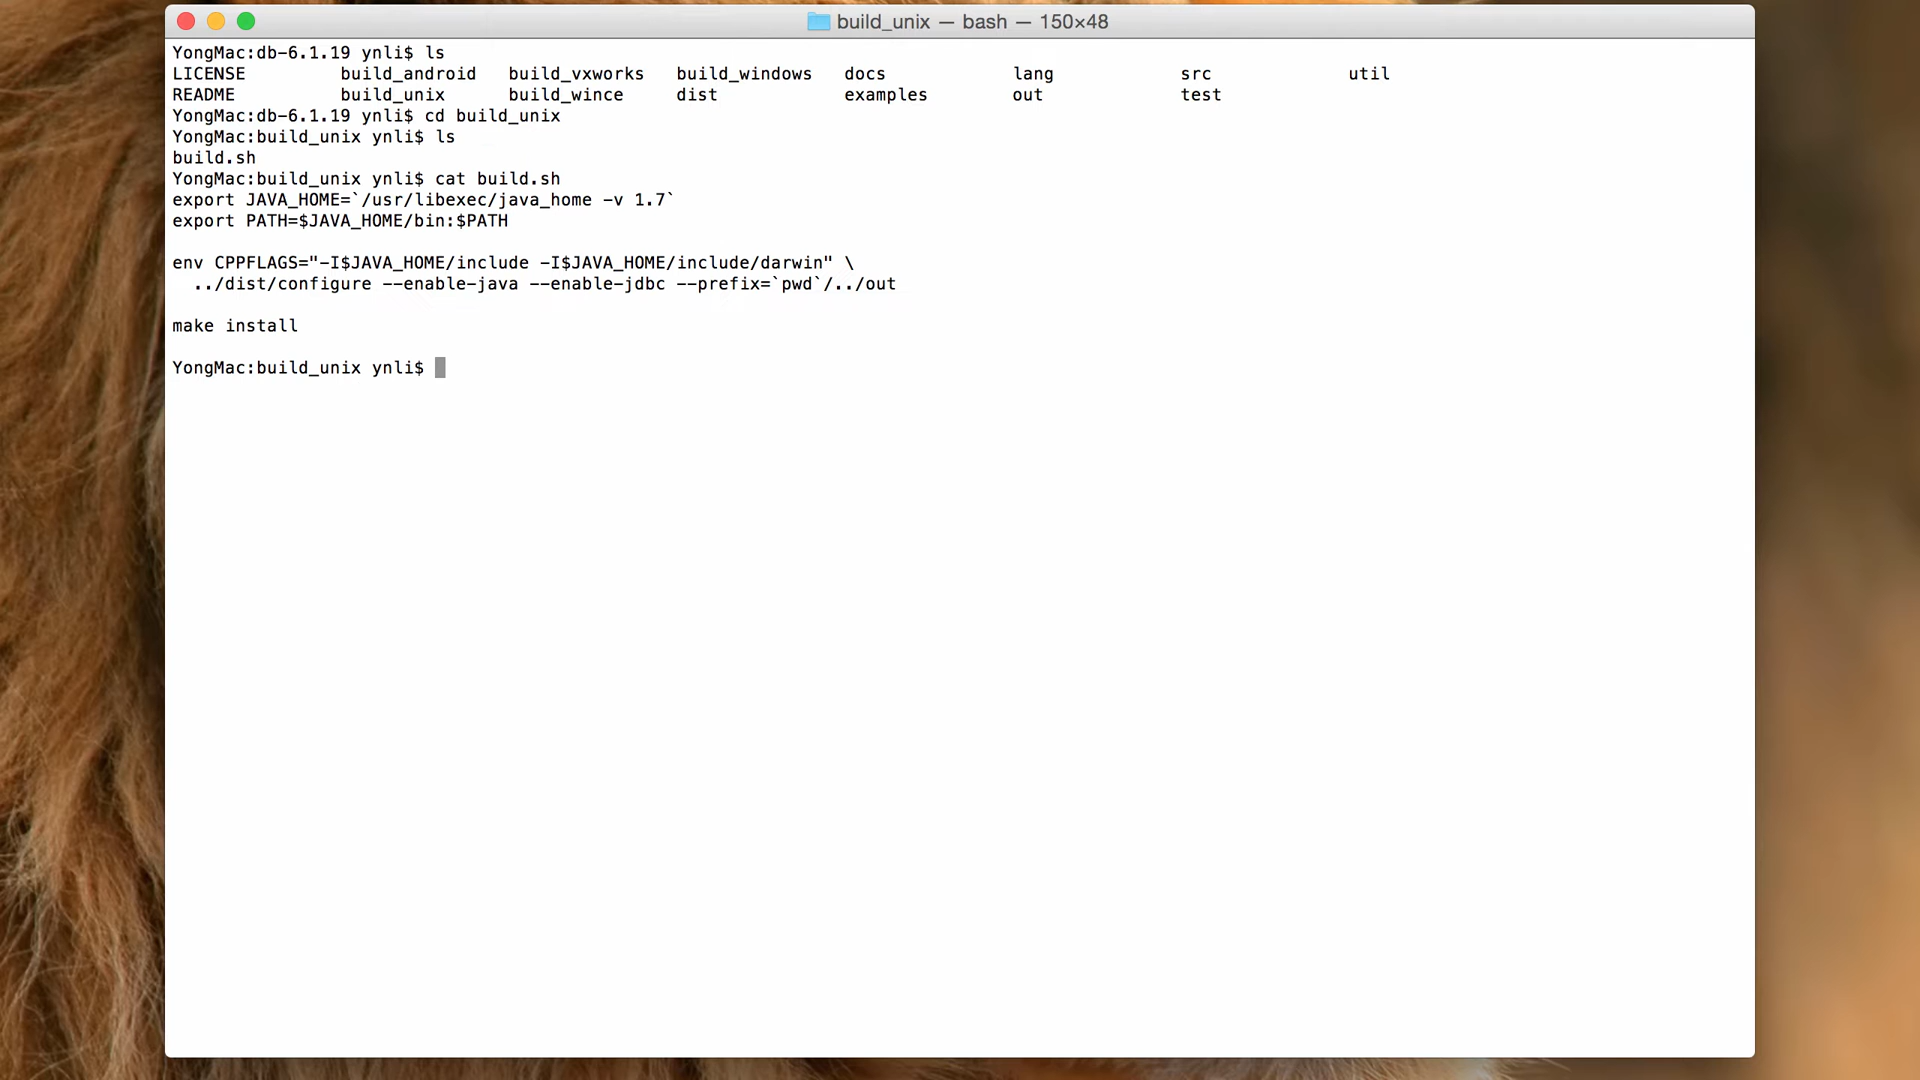 build_unix — bash — 150×48
YongMac:db-6.1.19 ynli$ ls
LICENSE build_android build_vxworks build_windows docs lang src util
README build_unix build_wince dist examples out test
YongMac:db-6.1.19 ynli$ cd build_unix
YongMac:build_unix ynli$ ls
build.sh
YongMac:build_unix ynli$ cat build.sh
export JAVA_HOME=`/usr/libexec/java_home -v 1.7`
export PATH=$JAVA_HOME/bin:$PATH
env CPPFLAGS="-I$JAVA_HOME/include -I$JAVA_HOME/include/darwin" \
../dist/configure --enable-java --enable-jdbc --prefix=`pwd`/../out
make install
YongMac:build_unix ynli$